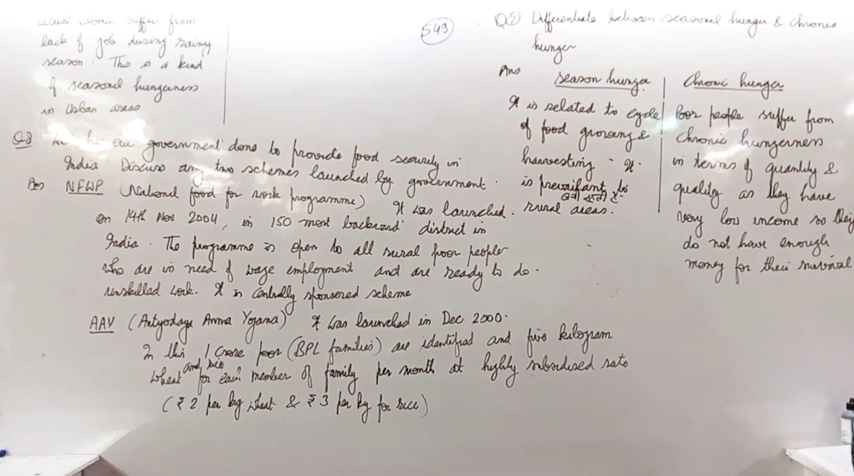 suffer from
lack of job during rainy
season. This is a kind
of seasonal hungerness
in Urban areas
549
Differentiate between seasonal hunger & chronic
hunger
Ans
Season hunger
It is related to cycle
of food growing &
harvesting. It
is prevaifant in
rural areas.
Chronic hunger
Poor people suffer from
chronic hungerness
in terms of quantity &
quality as they have
very low income so they
do not have enough
money for their survival
government done to provide food security in
India Discuss any two schemes launched by government.
Ans NFWP (National food for work programme) It was launched
on 14th Nov 2004, in 150 most backward district in
India. The programme is open to all rural poor people
who are in need of wage employment and are ready to do
unskilled work. It is centrally sponsored scheme
AAV (Antyodaya Anna Yojana) It was launched in Dec 2000.
In this 1 crore poor (BPL families) are identified and five kilogram
wheat and rice for each member of family per month at highly subsidised rate
(₹ 2 per kg wheat & ₹ 3 per kg for rice)